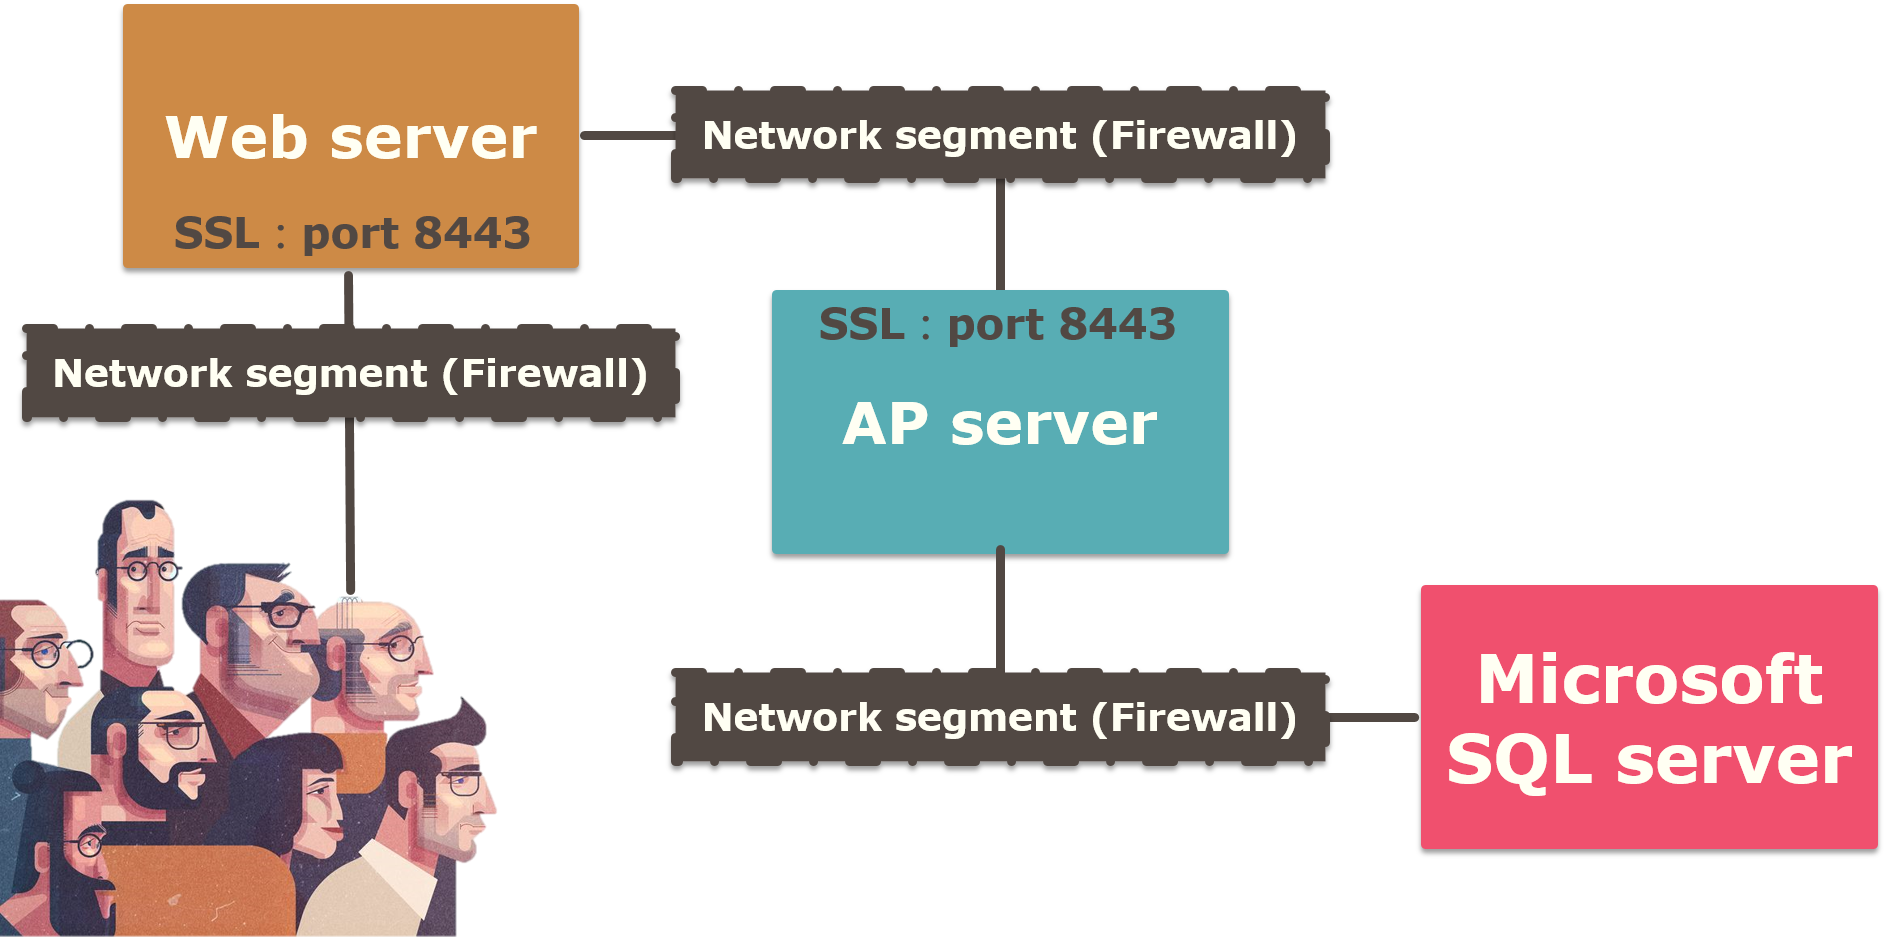 Web server
SSL : port 8443
Network segment (Firewall)
Network segment (Firewall)
SSL : port 8443
AP server
Network segment (Firewall)
Microsoft
SQL server